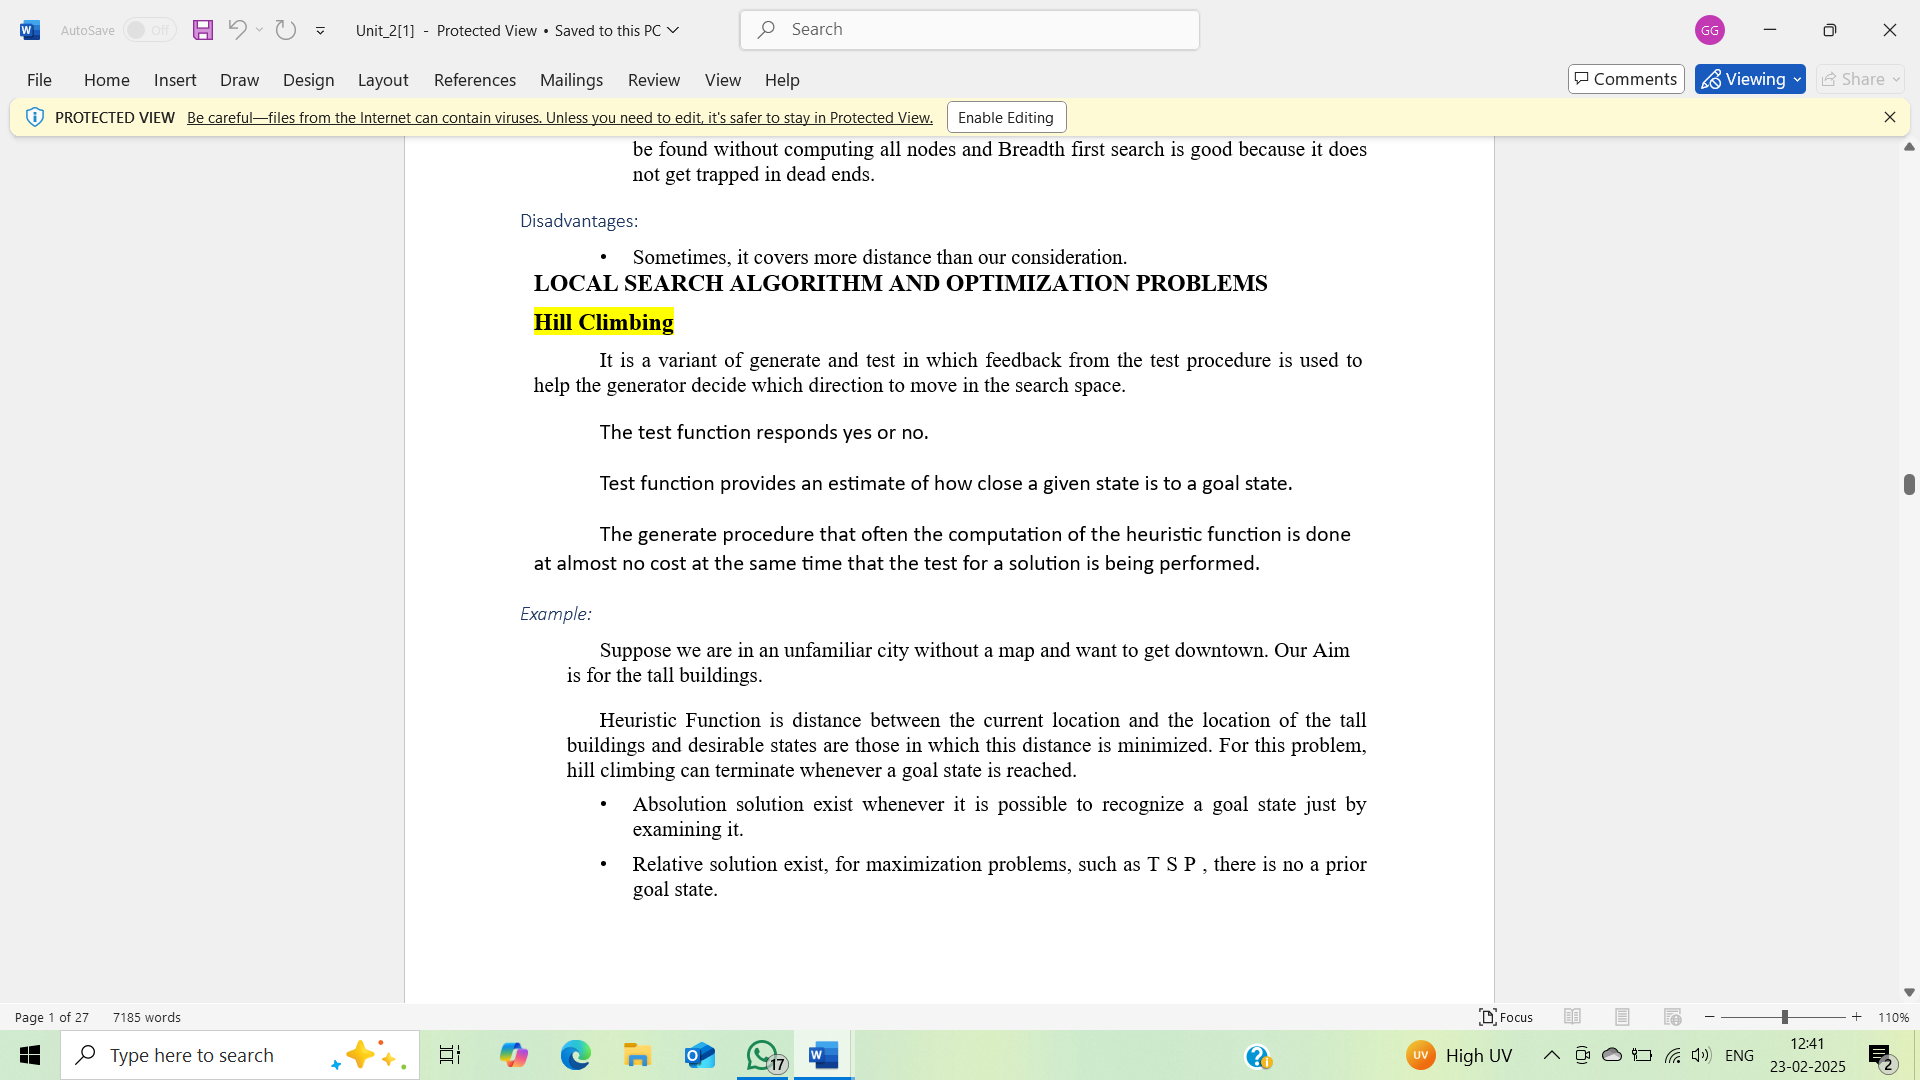 AutoSave Off Unit_2[1] - Protected View • Saved to this PC Search GG
File Home Insert Draw Design Layout References Mailings Review View Help Comments Viewing Share
PROTECTED VIEW Be careful—files from the Internet can contain viruses. Unless you need to edit, it's safer to stay in Protected View. Enable Editing
be found without computing all nodes and Breadth first search is good because it does
not get trapped in dead ends.
Disadvantages:
• Sometimes, it covers more distance than our consideration.
LOCAL SEARCH ALGORITHM AND OPTIMIZATION PROBLEMS
Hill Climbing
It is a variant of generate and test in which feedback from the test procedure is used to
help the generator decide which direction to move in the search space.
The test function responds yes or no.
Test function provides an estimate of how close a given state is to a goal state.
The generate procedure that often the computation of the heuristic function is done
at almost no cost at the same time that the test for a solution is being performed.
Example:
Suppose we are in an unfamiliar city without a map and want to get downtown. Our Aim
is for the tall buildings.
Heuristic Function is distance between the current location and the location of the tall
buildings and desirable states are those in which this distance is minimized. For this problem,
hill climbing can terminate whenever a goal state is reached.
• Absolution solution exist whenever it is possible to recognize a goal state just by
examining it.
• Relative solution exist, for maximization problems, such as T S P , there is no a prior
goal state.
Page 1 of 27 7185 words Focus 110%
Type here to search 17 UV High UV ENG 12:41
23-02-2025 2